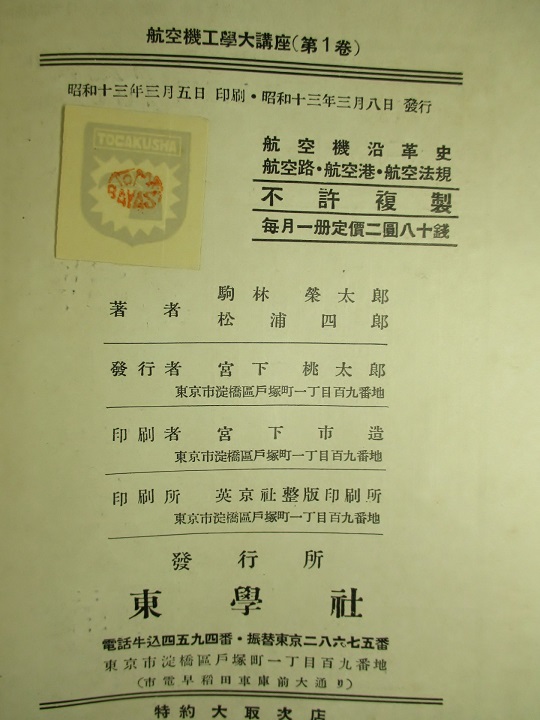 航空機工學大講座(第1卷)
昭和十三年三月五日 印刷・昭和十三年三月八日 發行
TOGAKUSHA
航空機沿革史
航空路・航空港・航空法規
不許複製
每月一册定價二圓八十錢
著者 駒林榮太郎
松浦四郎
發行者 宮下桃太郎
東京市淀橋區戶塚町一丁目百九番地
印刷者 宮下市造
東京市淀橋區戶塚町一丁目百九番地
印刷所 英京社整版印刷所
東京市淀橋區戶塚町一丁目百九番地
發行所
東學社
電話牛込四五九四番・振替東京二八六七五番
東京市淀橋區戶塚町一丁目百九番地
(市電早稻田車庫前大通り)
特約大取次店